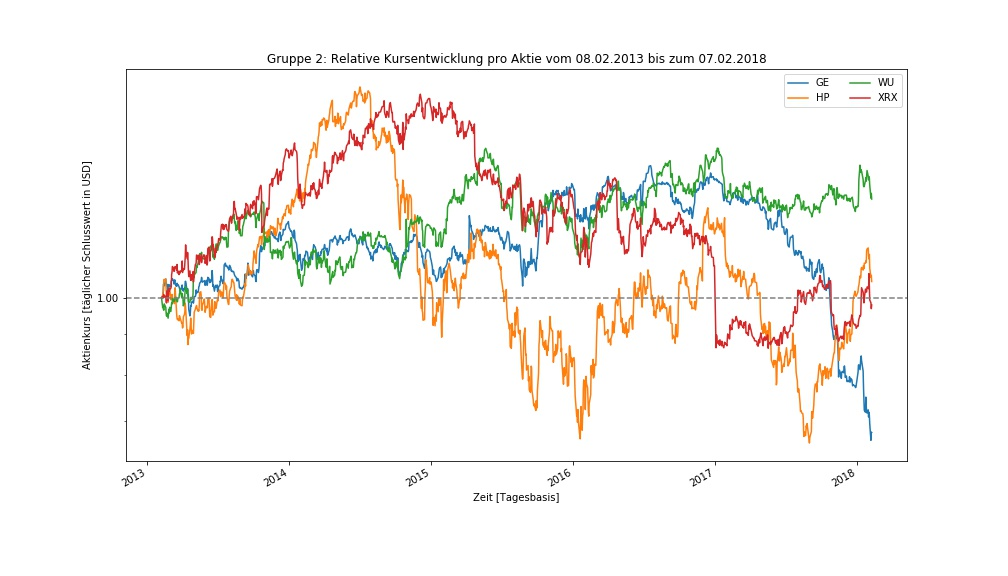 Gruppe 2: Relative Kursentwicklung pro Aktie vom 08.02.2013 bis zum 07.02.2018
GE
HP
WU
XRX
Aktienkurs [täglicher Schlusswert in USD]
1.00
2013
2014
2015
2016
2017
2018
Zeit [Tagesbasis]